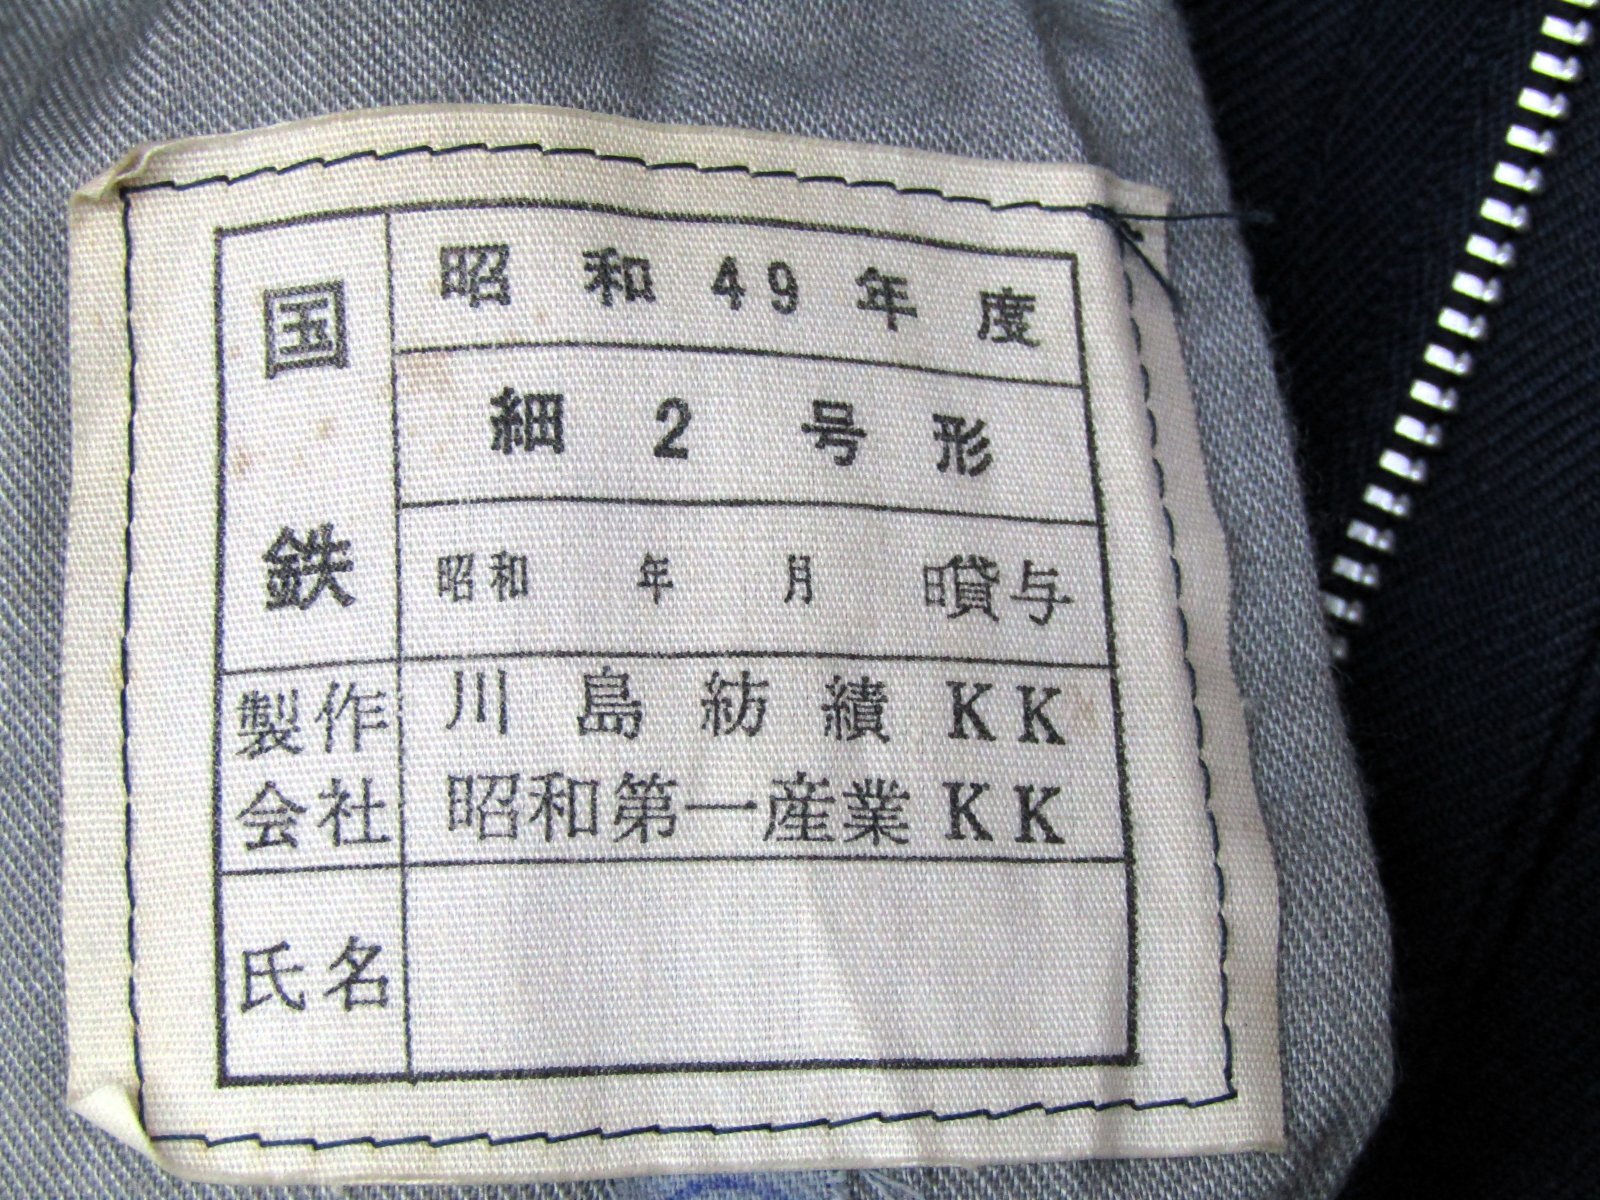 国鉄
昭和49年度
細2号形
昭和 年 月 日貸与
製作会社
川島紡績KK
昭和第一産業KK
氏名